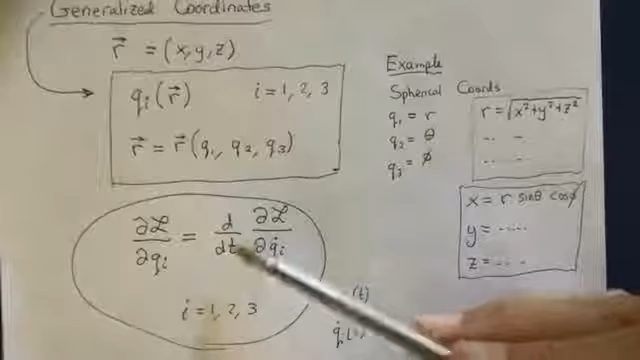 Generalized Coordinates
r⃗ = (x, y, z)
qᵢ(r⃗) i = 1, 2, 3
r⃗ = r⃗(q₁, q₂, q₃)
∂ℒ/∂qᵢ = d/dt ∂ℒ/∂q̇ᵢ
i = 1, 2, 3
Example
Spherical Coords
q₁ = r
q₂ = θ
q₃ = ϕ
r = √(x²+y²+z²)
.. ..
.. ..
x = r sinθ cosϕ
y = .....
z = .. ..
(t)